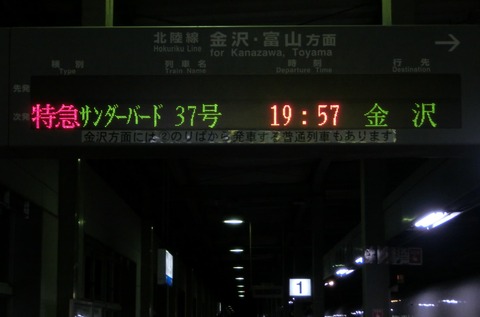 北陸線 金沢・富山方面
Hokuriku Line for Kanazawa, Toyama
種別 列車名 時刻 行先
Type Train Name Departure Time Destination
先発
次発 特急 サンダーバード 37号 19:57 金沢
金沢方面には②のりばから発車する普通列車もあります
1